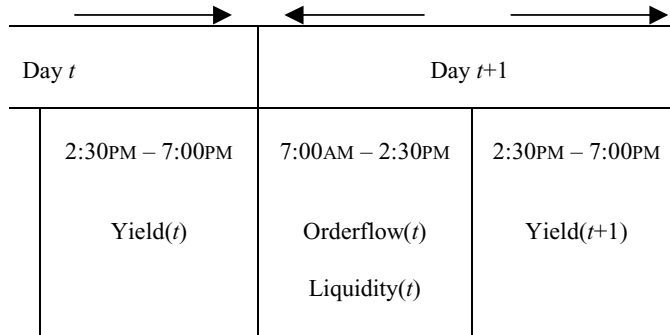 Day t Day t+1
2:30PM – 7:00PM 7:00AM – 2:30PM 2:30PM – 7:00PM
Yield(t) Orderflow(t) Yield(t+1)
Liquidity(t)